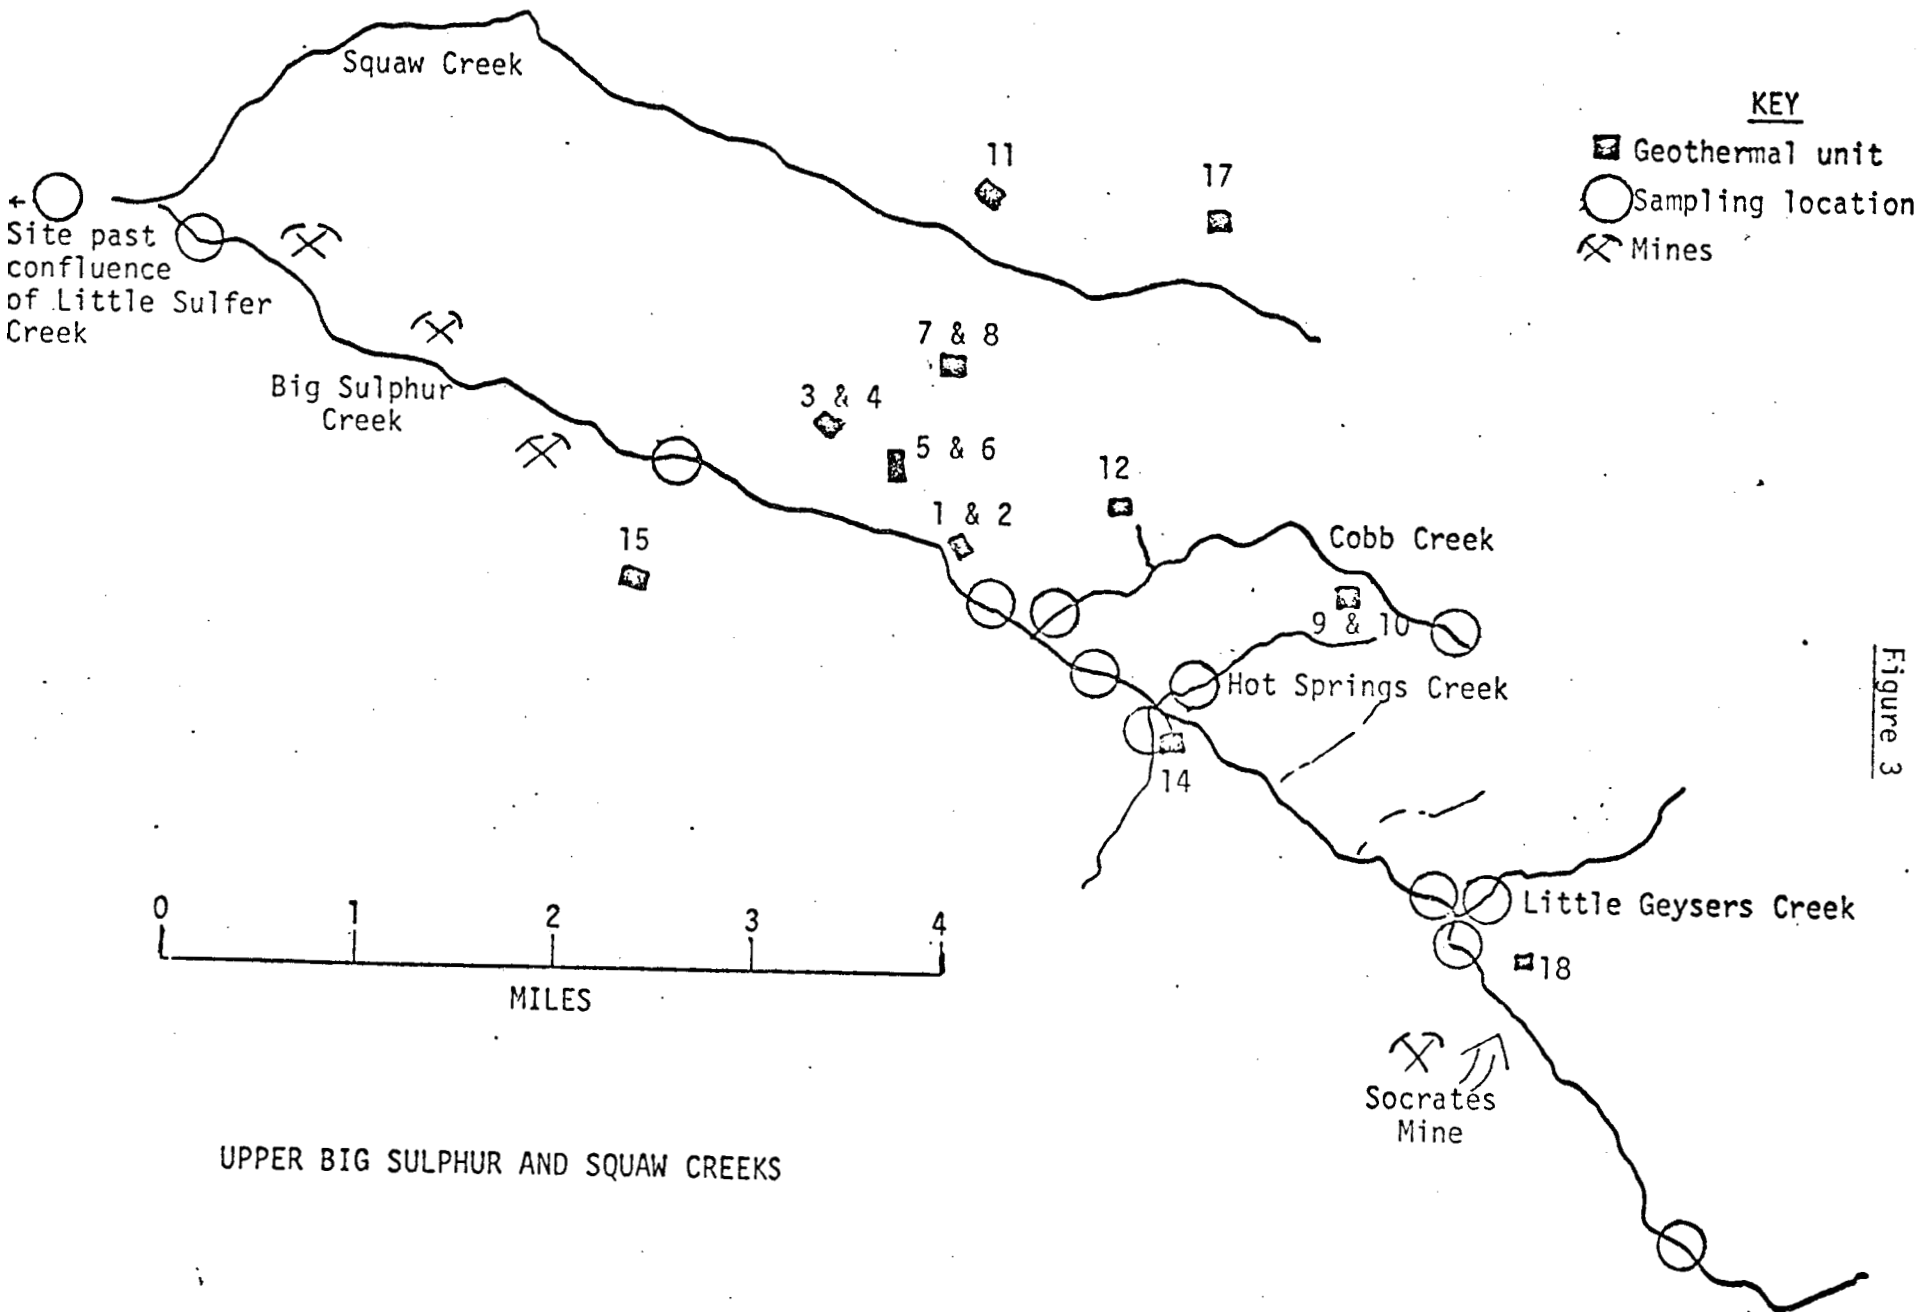 Squaw Creek
KEY
Geothermal unit
Sampling location
Mines
11
17
Site past
confluence
of Little Sulfer
Creek
7 & 8
Big Sulphur
Creek
3 & 4
5 & 6
12
1 & 2
15
Cobb Creek
9 & 10
Hot Springs Creek
14
Figure 3
0 1 2 3 4
MILES
Little Geysers Creek
18
Socrates
Mine
UPPER BIG SULPHUR AND SQUAW CREEKS